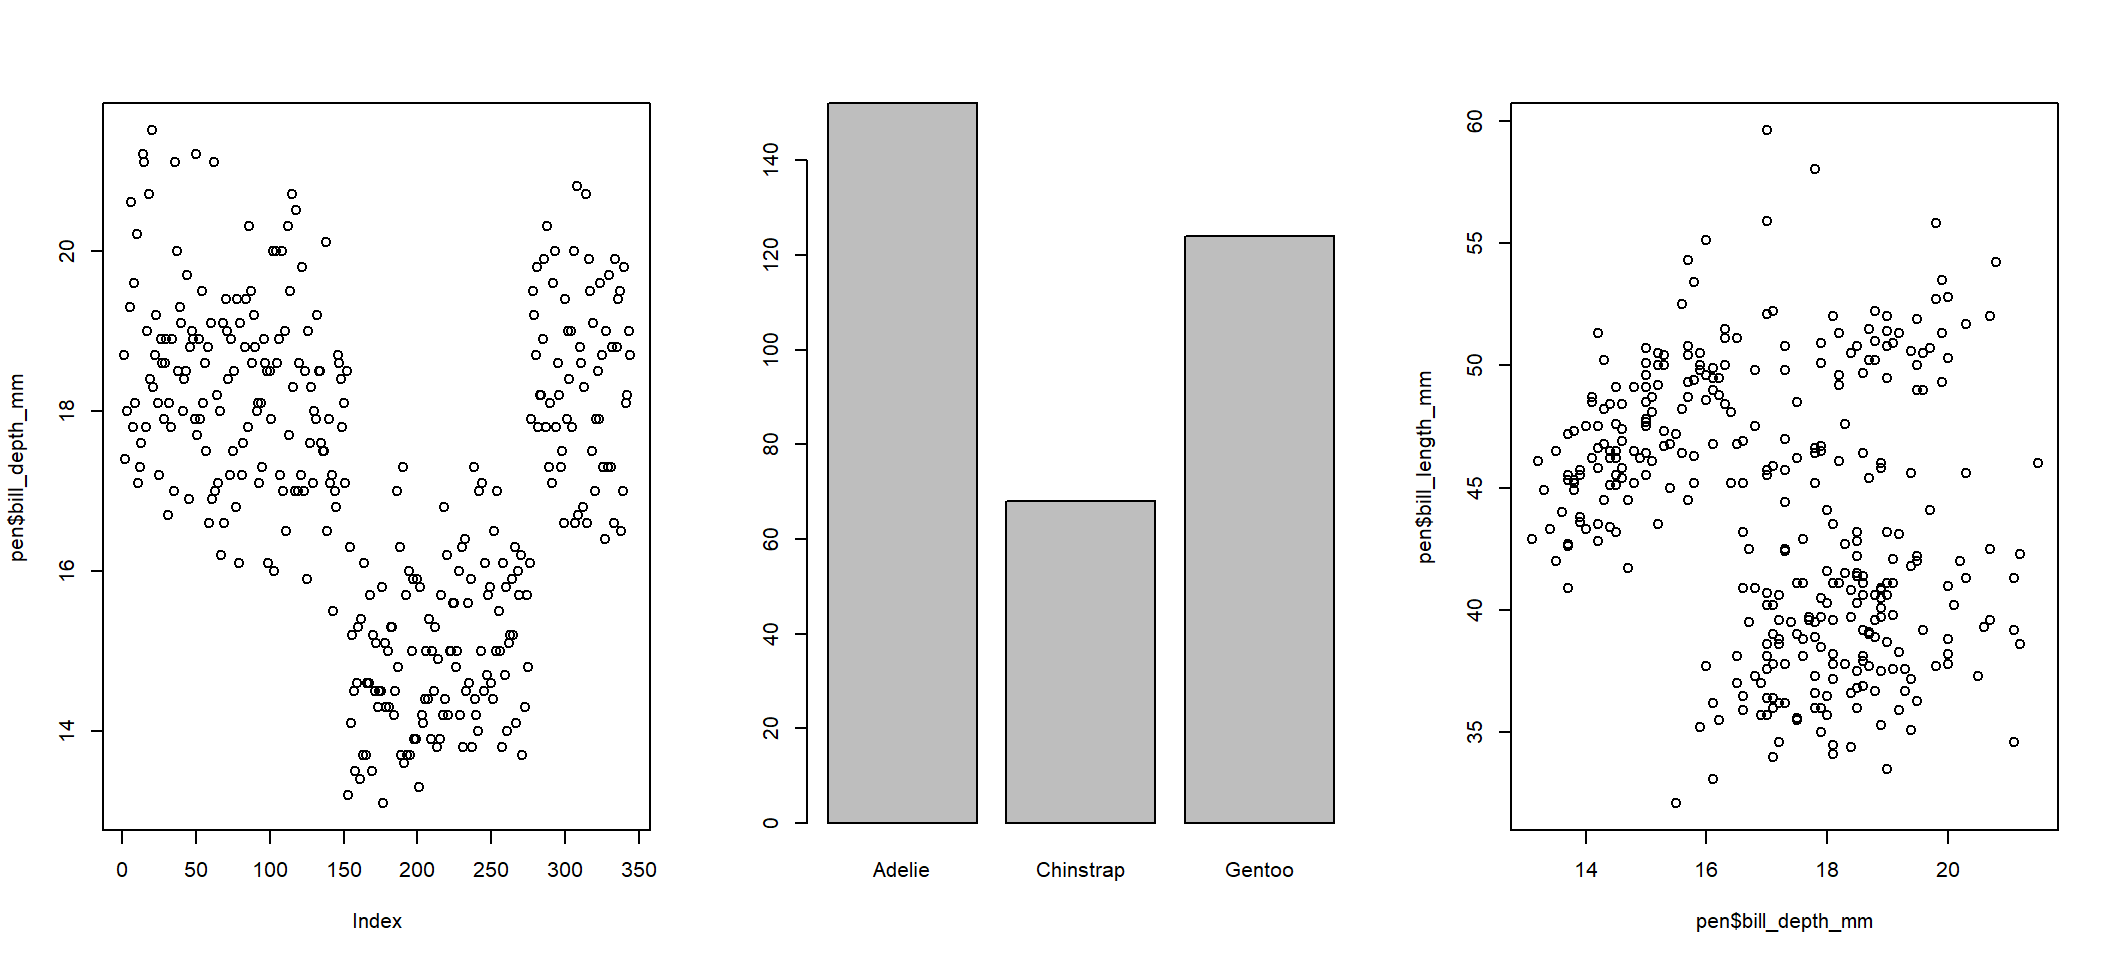 pen$bill_depth_mm
20
18
16
14
0 50 100 150 200 250 300 350
Index
140
120
100
80
60
40
20
0
Adelie Chinstrap Gentoo
pen$bill_length_mm
60
55
50
45
40
35
14 16 18 20
pen$bill_depth_mm